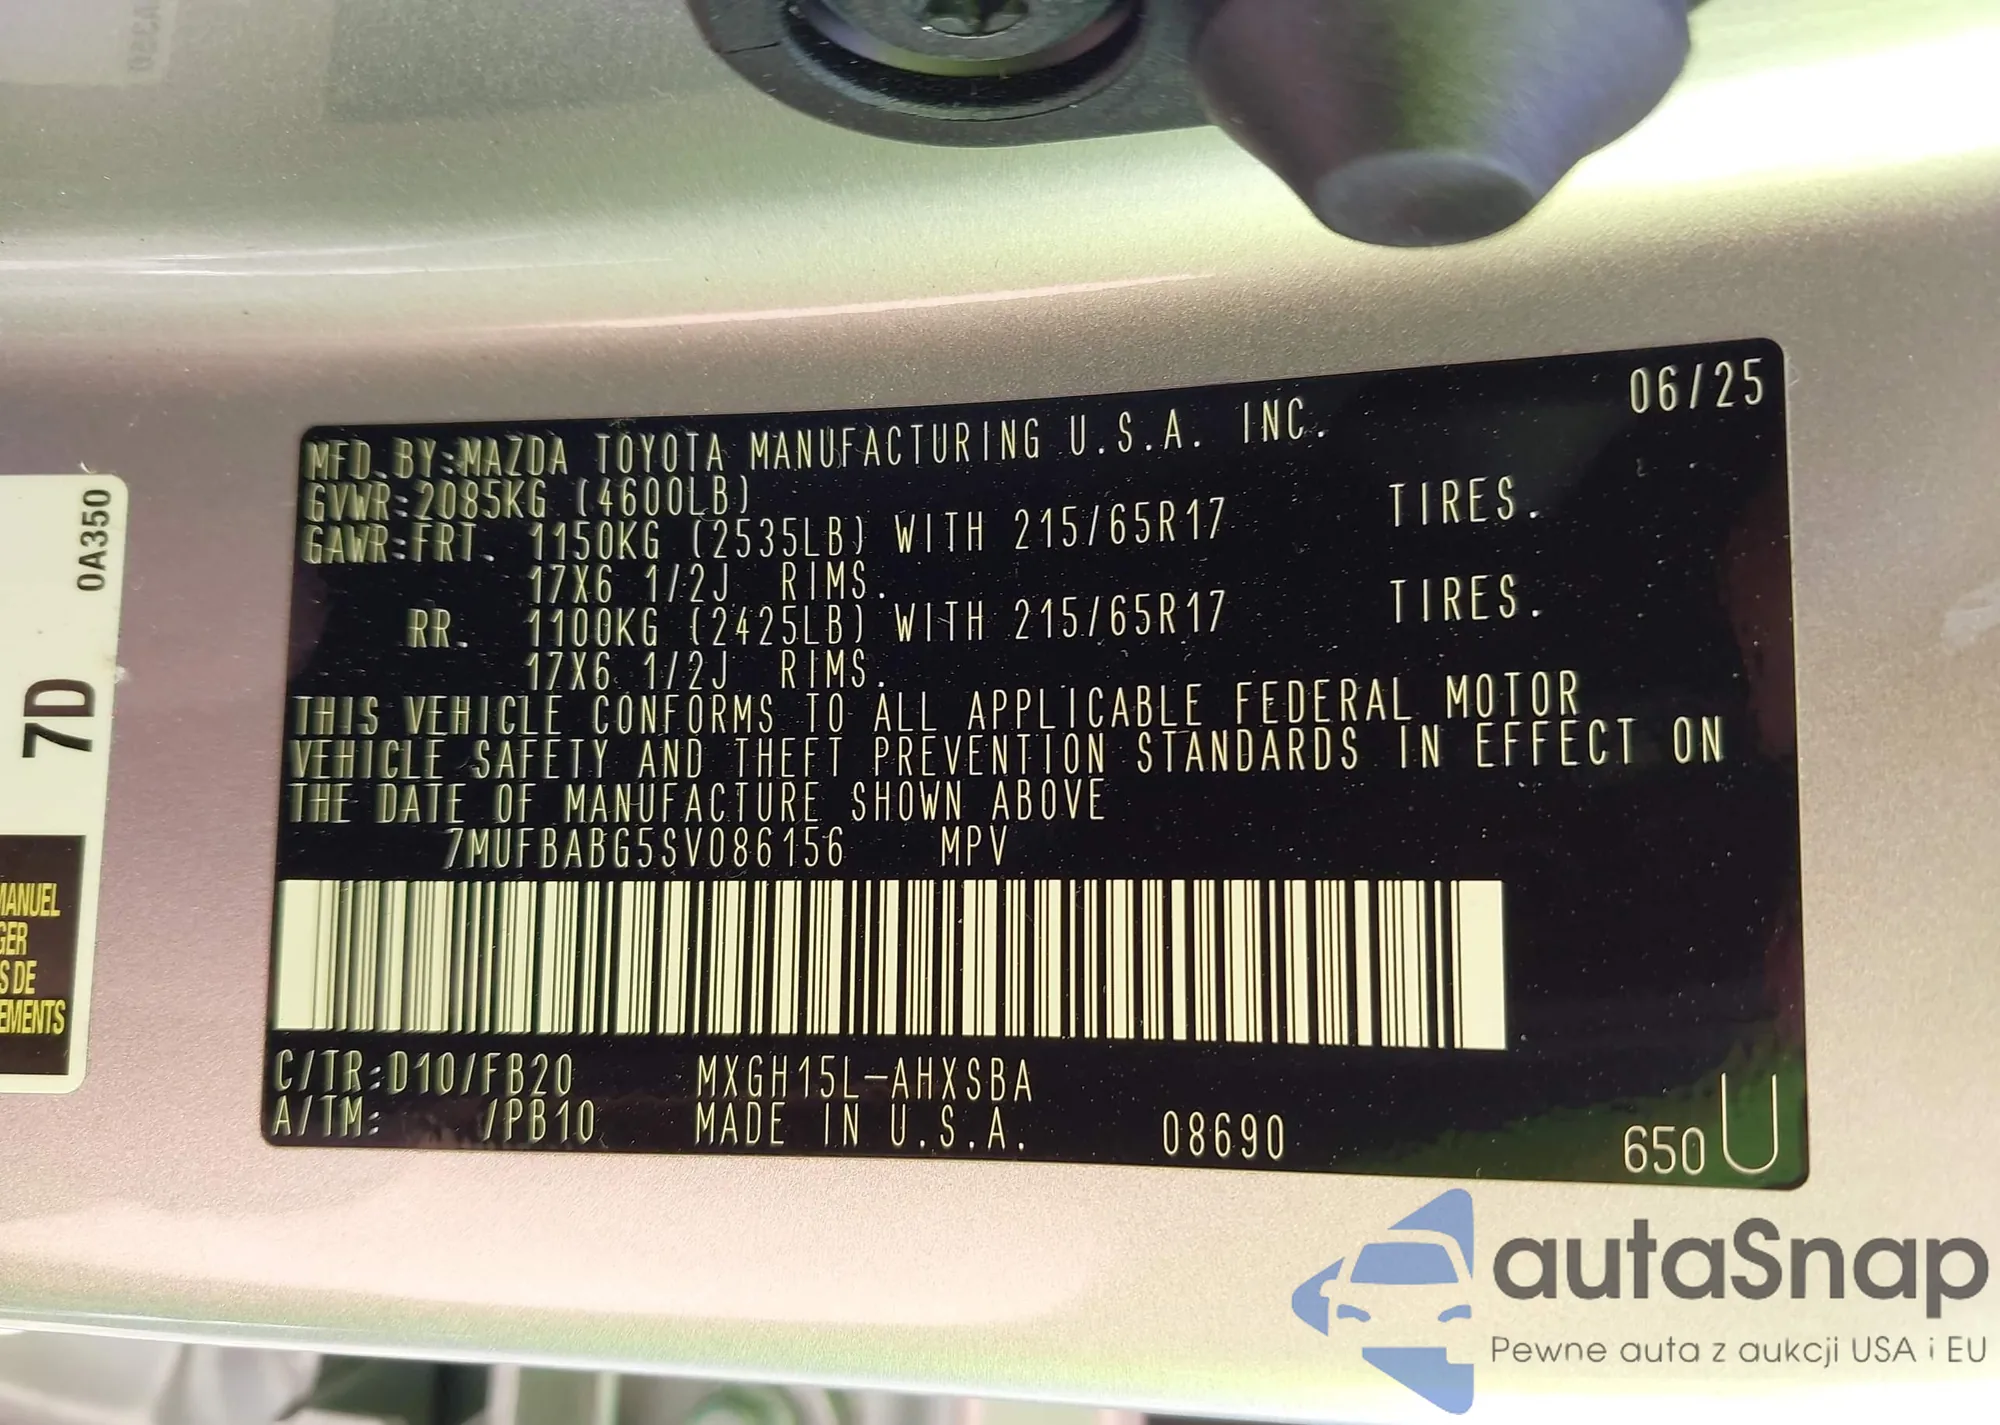 06/25
MFD.BY:MAZDA TOYOTA MANUFACTURING U.S.A. INC.
GVWR:2085KG (4600LB)
GAWR:FRT. 1150KG (2535LB) WITH 215/65R17 TIRES.
17X6 1/2J RIMS.
RR. 1100KG (2425LB) WITH 215/65R17 TIRES.
17X6 1/2J RIMS.
THIS VEHICLE CONFORMS TO ALL APPLICABLE FEDERAL MOTOR
VEHICLE SAFETY AND THEFT PREVENTION STANDARDS IN EFFECT ON
THE DATE OF MANUFACTURE SHOWN ABOVE
7MUFBABG5SV086156 MPV
C/TR:D10/FB20 MXGH15L-AHXSBA
A/TM: /PB10 MADE IN U.S.A. 08690 650 U
0A350
7D
MANUEL
GER
S DE
EMENTS
autaSnap
Pewne auta z aukcji USA i EU